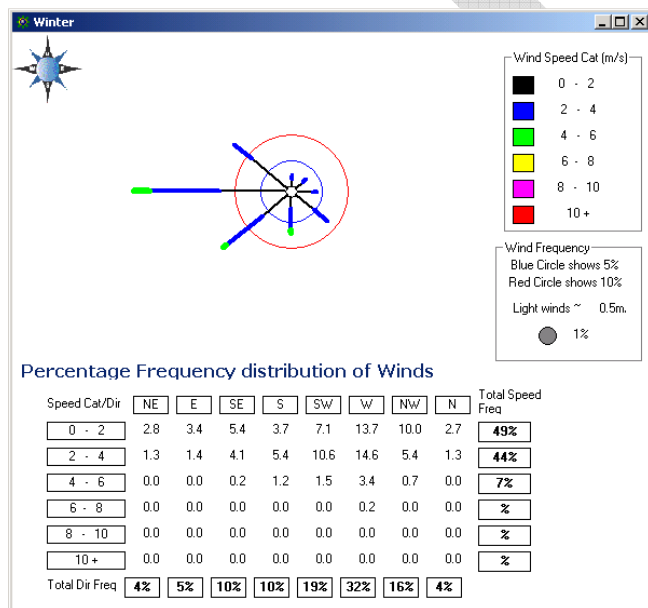 Winter
Wind Speed Cat (m/s)
0 - 2
2 - 4
4 - 6
6 - 8
8 - 10
10 +
Wind Frequency
Blue Circle shows 5%
Red Circle shows 10%
Light winds ~ 0.5m.
1%
Percentage Frequency distribution of Winds
Speed Cat/Dir NE E SE S SW W NW N Total Speed Freq
0 - 2 2.8 3.4 5.4 3.7 7.1 13.7 10.0 2.7 49%
2 - 4 1.3 1.4 4.1 5.4 10.6 14.6 5.4 1.3 44%
4 - 6 0.0 0.0 0.2 1.2 1.5 3.4 0.7 0.0 7%
6 - 8 0.0 0.0 0.0 0.0 0.0 0.2 0.0 0.0 %
8 - 10 0.0 0.0 0.0 0.0 0.0 0.0 0.0 0.0 %
10 + 0.0 0.0 0.0 0.0 0.0 0.0 0.0 0.0 %
Total Dir Freq 4% 5% 10% 10% 19% 32% 16% 4%